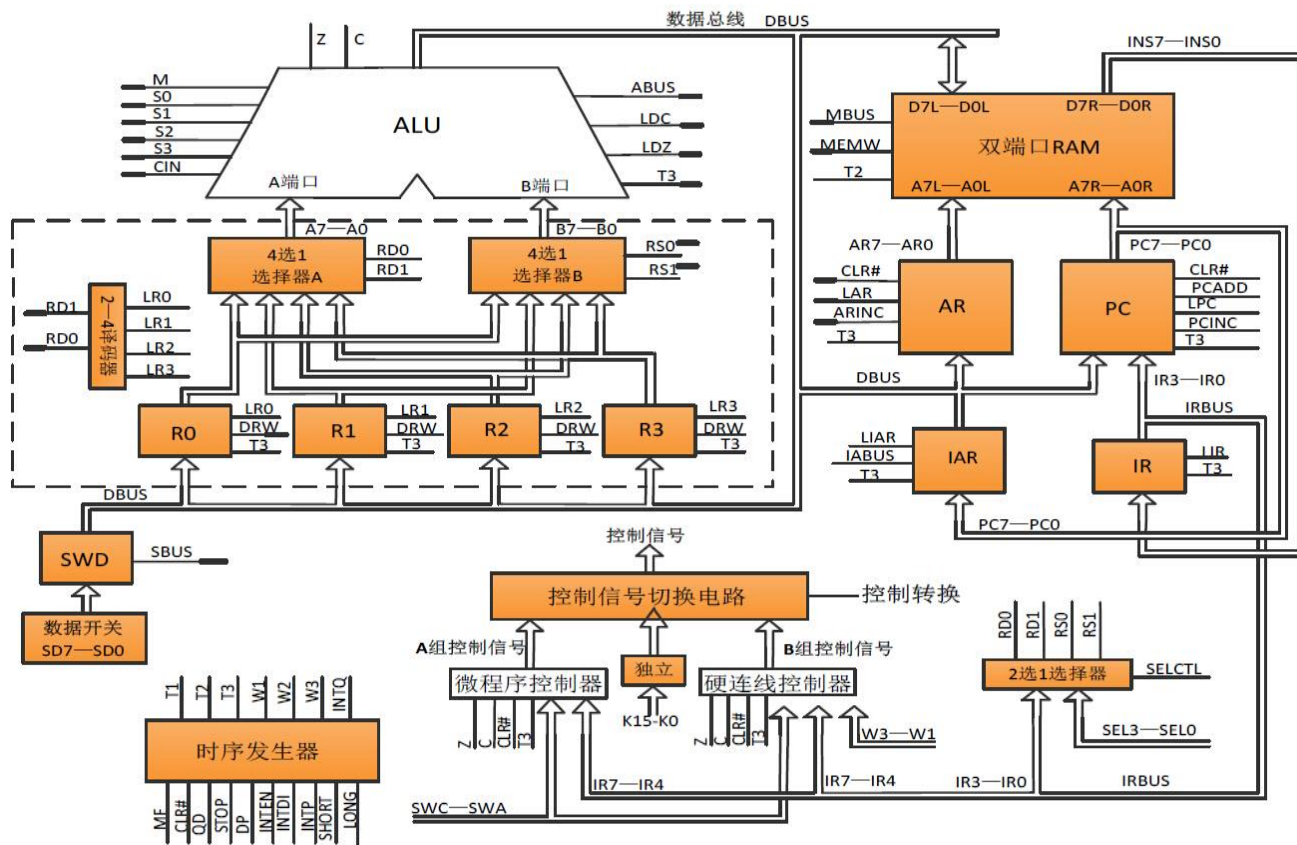 数据总线 DBUS
Z
C
INS7—INS0
M
S0
S1
S2
S3
CIN
ALU
ABUS
LDC
LDZ
T3
A端口
B端口
MBUS
MEMW
T2
D7L—D0L
D7R—D0R
双端口RAM
A7L—A0L
A7R—A0R
A7—A0
B7—B0
4选1
选择器A
RD0
RD1
4选1
选择器B
RS0
RS1
RD1
RD0
2—4译码器
LR0
LR1
LR2
LR3
AR7—AR0
PC7—PC0
CLR#
LAR
ARINC
T3
AR
PC
CLR#
PCADD
LPC
PCINC
T3
DBUS
IR3—IR0
IRBUS
R0
LR0
DRW
T3
R1
LR1
DRW
T3
R2
LR2
DRW
T3
R3
LR3
DRW
T3
LIAR
IABUS
T3
IAR
IR
LIR
T3
DBUS
PC7—PC0
SWD
SBUS
数据开关
SD7—SD0
控制信号
控制信号切换电路
控制转换
A组控制信号
B组控制信号
微程序控制器
独立
硬连线控制器
K15-K0
Z
C
CLR#
T3
Z
C
CLR#
T3
W3—W1
RD0
RD1
RS0
RS1
2选1选择器
SELCTL
SEL3—SEL0
IR7—IR4
IR7—IR4
IR3—IR0
IRBUS
SWC—SWA
T1
T2
T3
W1
W2
W3
INTQ
时序发生器
MF
CLR#
QD
STOP
DP
INTEN
INTDI
INTP
SHORT
LONG